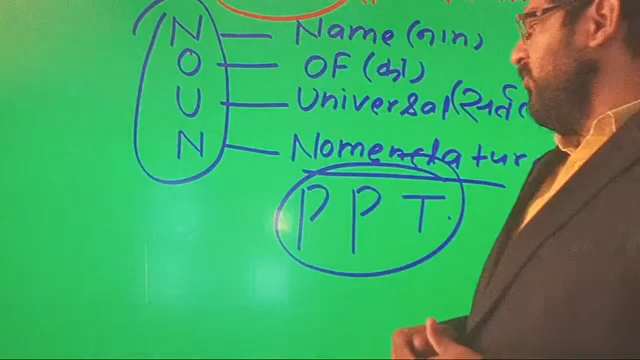 N — Name (नाम)
O — OF (को)
U — Universal
N — Nomenclatur
PPT